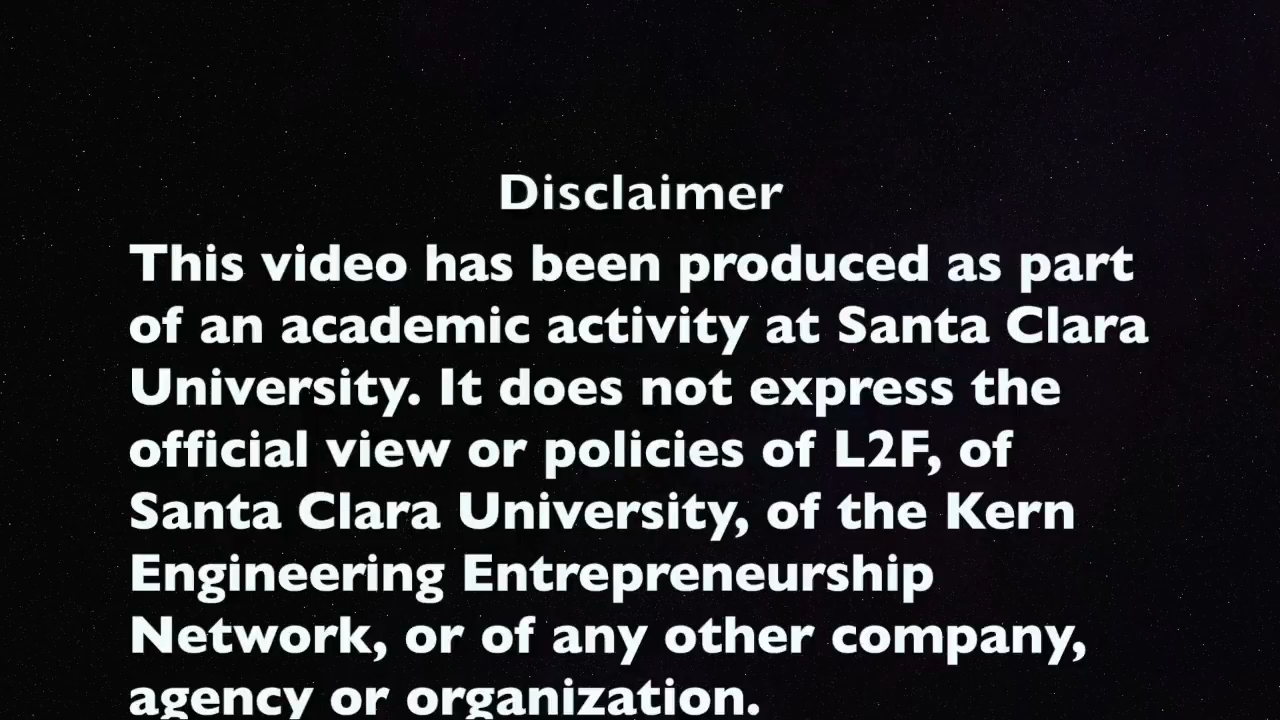 Disclaimer
This video has been produced as part
of an academic activity at Santa Clara
University. It does not express the
official view or policies of L2F, of
Santa Clara University, of the Kern
Engineering Entrepreneurship
Network, or of any other company,
agency or organization.